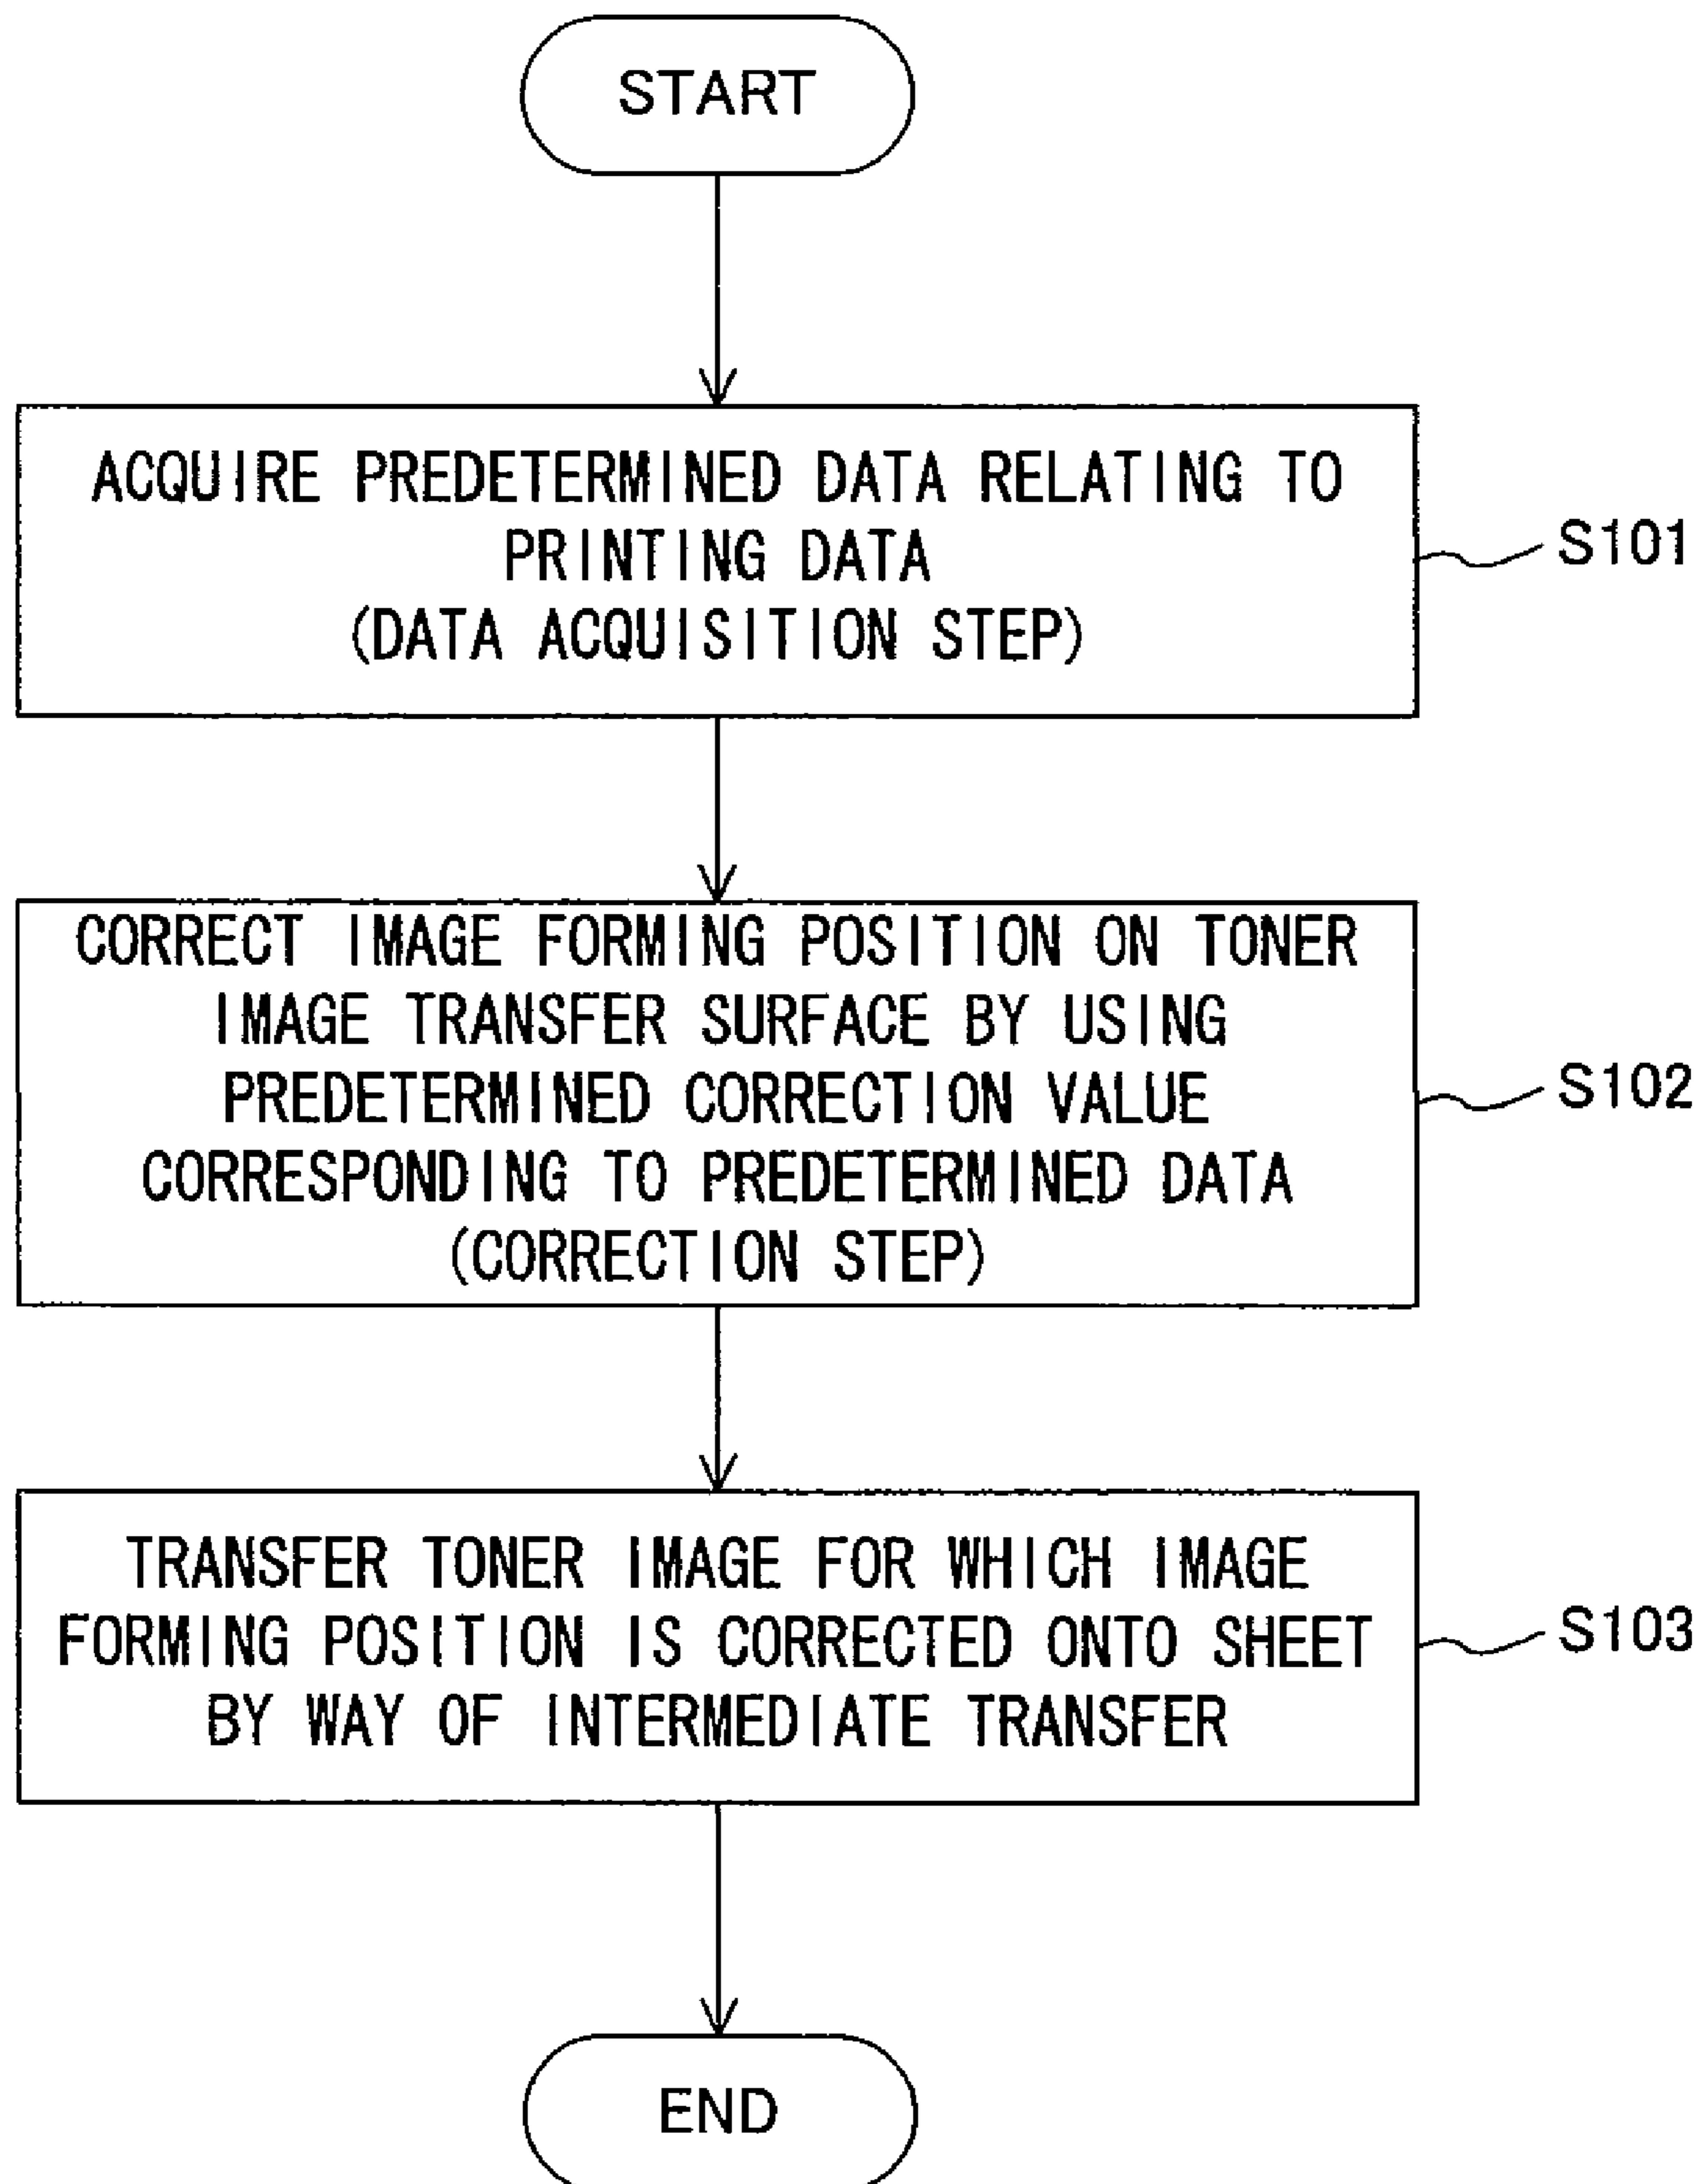 START
ACQUIRE PREDETERMINED DATA RELATING TO
PRINTING DATA
(DATA ACQUISITION STEP)
S101
CORRECT IMAGE FORMING POSITION ON TONER
IMAGE TRANSFER SURFACE BY USING
PREDETERMINED CORRECTION VALUE
CORRESPONDING TO PREDETERMINED DATA
(CORRECTION STEP)
S102
TRANSFER TONER IMAGE FOR WHICH IMAGE
FORMING POSITION IS CORRECTED ONTO SHEET
BY WAY OF INTERMEDIATE TRANSFER
S103
END